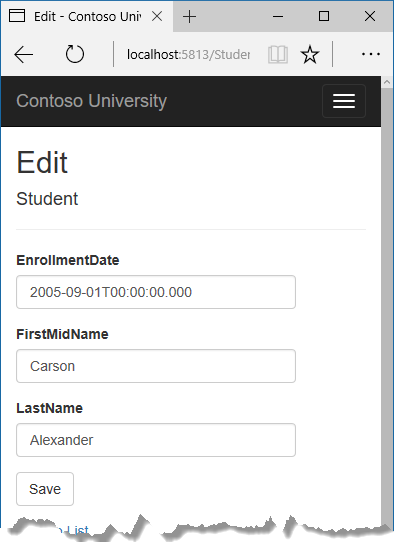 Edit - Contoso Univ
localhost:5813/Studen
Contoso University
Edit
Student
EnrollmentDate
2005-09-01T00:00:00.000
FirstMidName
Carson
LastName
Alexander
Save
List